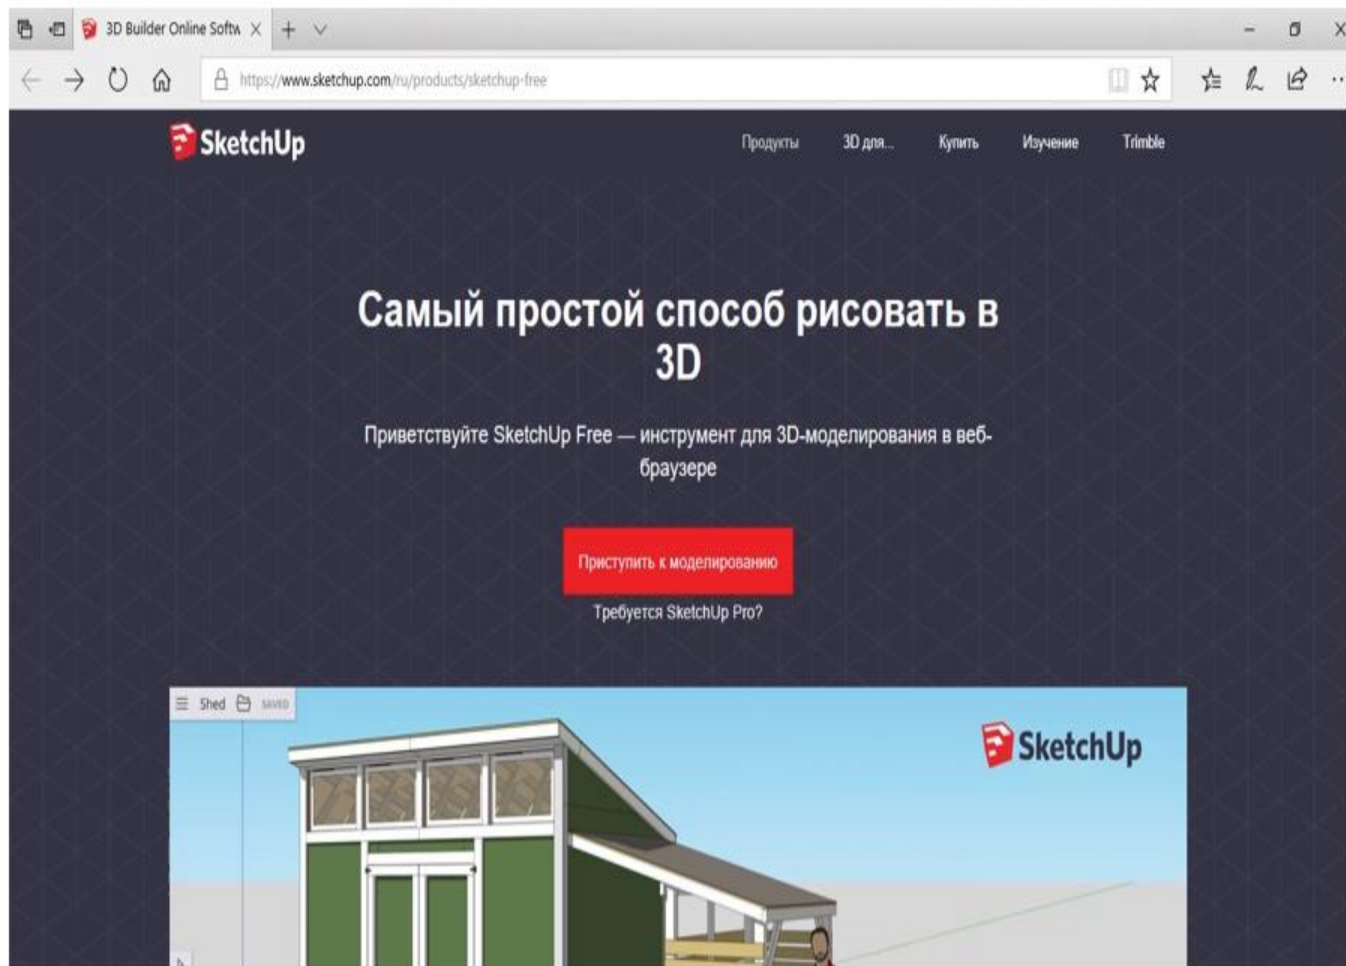 3D Builder Online Softw
https://www.sketchup.com/ru/products/sketchup-free
SketchUp
Продукты 3D для... Купить Изучение Trimble
Самый простой способ рисовать в
3D
Приветствуйте SketchUp Free — инструмент для 3D-моделирования в веб-
браузере
Приступить к моделированию
Требуется SketchUp Pro?
Shed SAVED
SketchUp